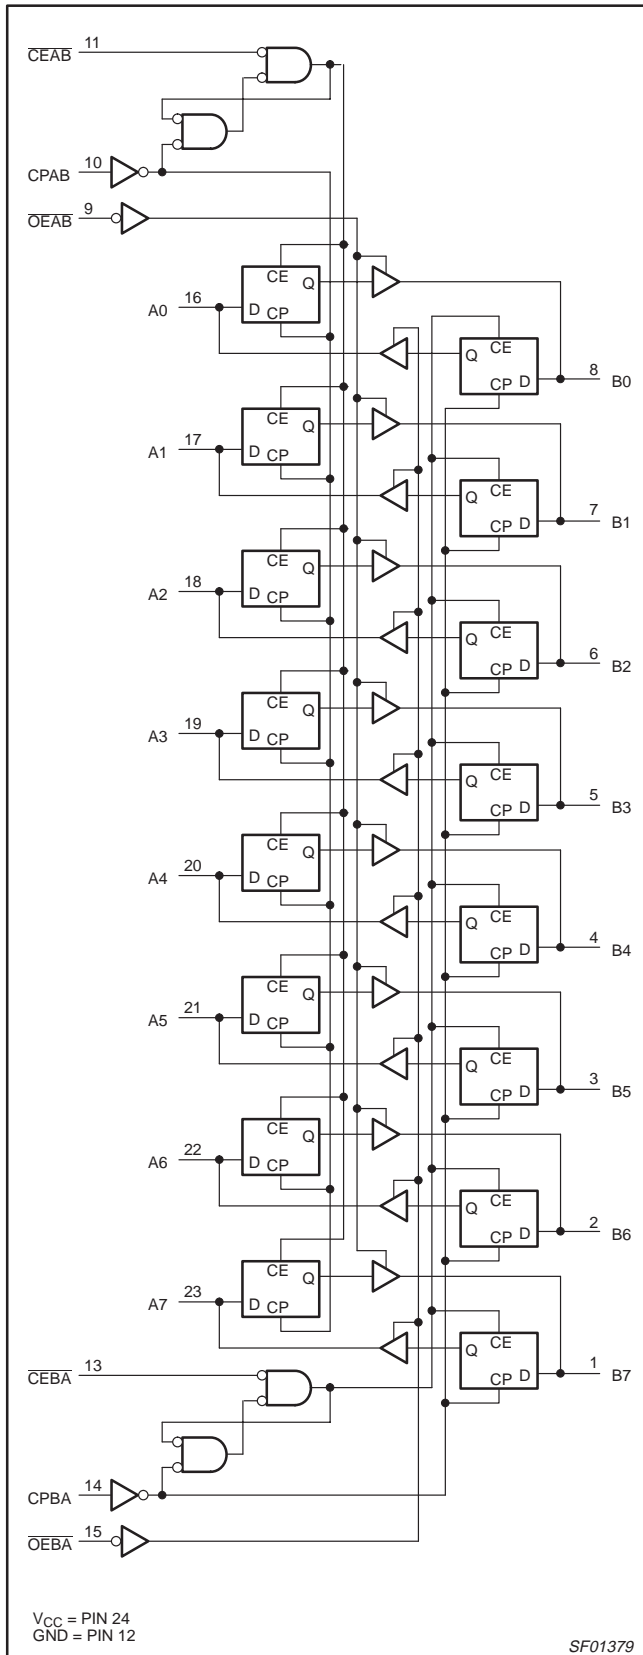 CEAB 11
CPAB 10
OEAB 9
CE
D Q
CP
A0 16
Q CE
CP D
8 B0
CE
D Q
CP
A1 17
Q CE
CP D
7 B1
CE
D Q
CP
A2 18
Q CE
CP D
6 B2
CE
D Q
CP
A3 19
Q CE
CP D
5 B3
CE
D Q
CP
A4 20
Q CE
CP D
4 B4
CE
D Q
CP
A5 21
Q CE
CP D
3 B5
CE
D Q
CP
A6 22
Q CE
CP D
2 B6
CE
D Q
CP
A7 23
Q CE
CP D
1 B7
CEBA 13
CPBA 14
OEBA 15
VCC = PIN 24
GND = PIN 12
SF01379